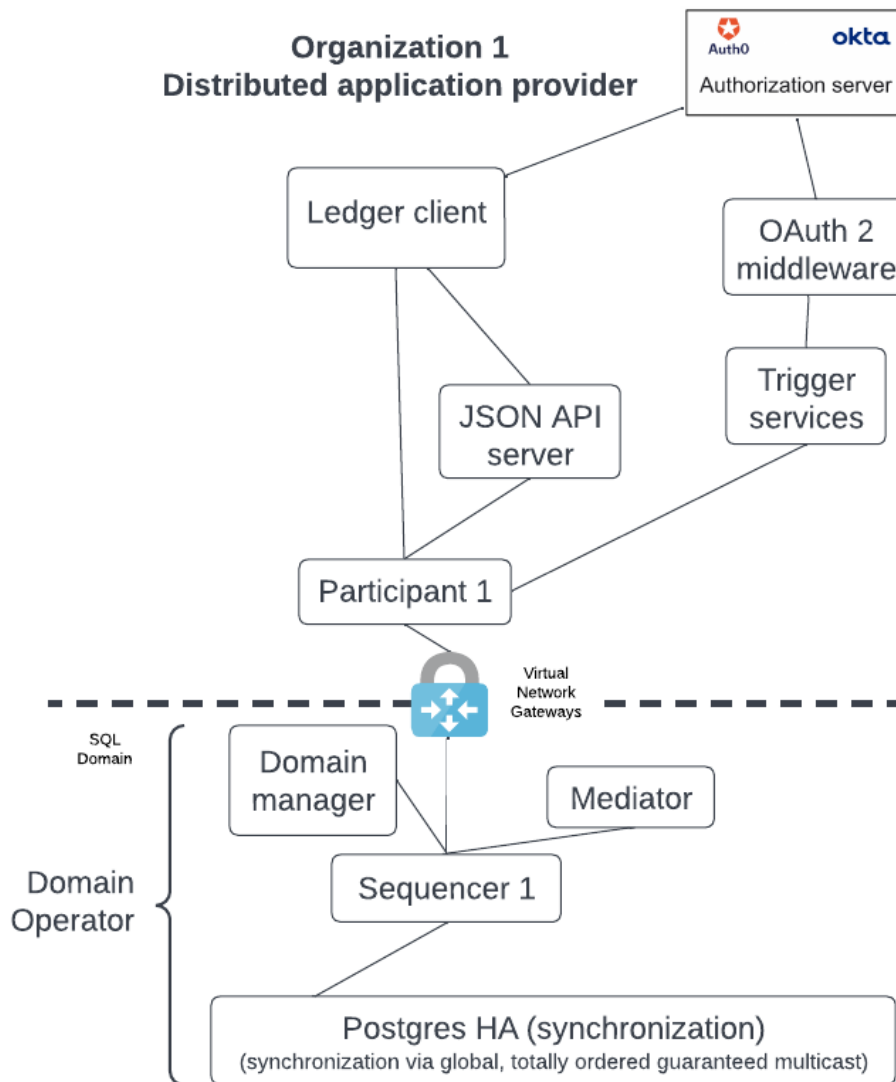 Organization 1
Distributed application provider
Auth0
okta
Authorization server
Ledger client
OAuth 2
middleware
JSON API
server
Trigger
services
Participant 1
Virtual
Network
Gateways
SQL
Domain
Domain
manager
Mediator
Domain
Operator
Sequencer 1
Postgres HA (synchronization)
(synchronization via global, totally ordered guaranteed multicast)